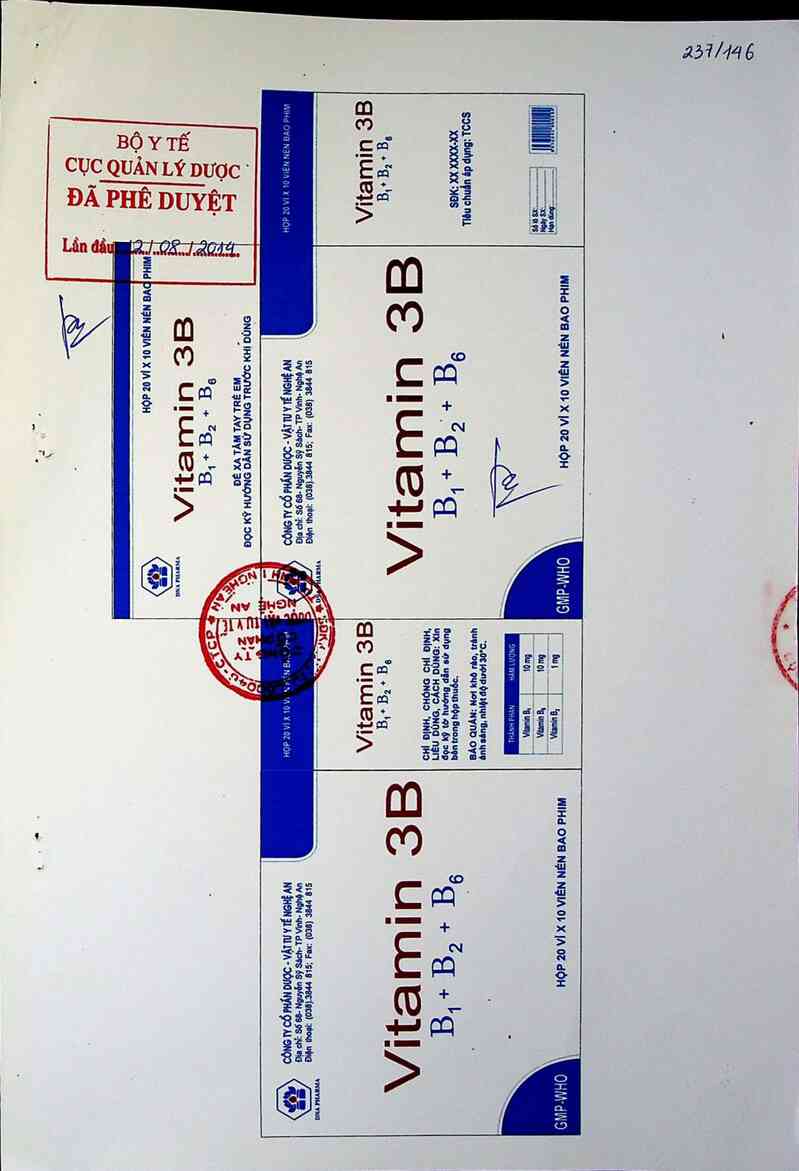 237/146
BỘ Y TẾ
CỤC QUẢN LÝ DƯỢC
ĐÃ PHÊ DUYỆT
Lần đầu 12/08/2014
HỘP 20 VỈ X 10 VIÊN NÉN BAO PHIM
Vitamin 3B
B1 + B2 + B6
ĐỂ XA TẦM TAY TRẺ EM
ĐỌC KỸ HƯỚNG DẪN SỬ DỤNG TRƯỚC KHI DÙNG
DNA PHARMA
HỘP 20 VỈ X 10 VIÊN NÉN BAO PHIM
Vitamin 3B
B1 + B2 + B6
SĐK: XX XXXX-XX
Tiêu chuẩn áp dụng: TCCS
Số lô SX:
Ngày SX:
Hạn dùng:
CÔNG TY CỔ PHẦN DƯỢC - VẬT TƯ Y TẾ NGHỆ AN
Địa chỉ: Số 68- Nguyễn Sỹ Sách- TP Vinh- Nghệ An
Điện thoại: (038).3844 815; Fax: (038) 3844 815
DNA PHARMA
Vitamin 3B
B1 + B2 + B6
HỘP 20 VỈ X 10 VIÊN NÉN BAO PHIM
GMP-WHO
HỘP 20 VỈ X 10 VIÊN NÉN BAO PHIM
Vitamin 3B
B1 + B2 + B6
CHỈ ĐỊNH, CHỐNG CHỈ ĐỊNH,
LIỀU DÙNG, CÁCH DÙNG: Xin
đọc kỹ tờ hướng dẫn sử dụng
bên trong hộp thuốc.
BẢO QUẢN: Nơi khô ráo, tránh
ánh sáng, nhiệt độ dưới 30°C.
THÀNH PHẦN HÀM LƯỢNG
Vitamin B1 10 mg
Vitamin B6 10 mg
Vitamin B2 1 mg
CÔNG TY CỔ PHẦN DƯỢC - VẬT TƯ Y TẾ NGHỆ AN
Địa chỉ: Số 68- Nguyễn Sỹ Sách- TP Vinh- Nghệ An
Điện thoại: (038).3844 815; Fax: (038) 3844 815
DNA PHARMA
Vitamin 3B
B1 + B2 + B6
HỘP 20 VỈ X 10 VIÊN NÉN BAO PHIM
GMP-WHO